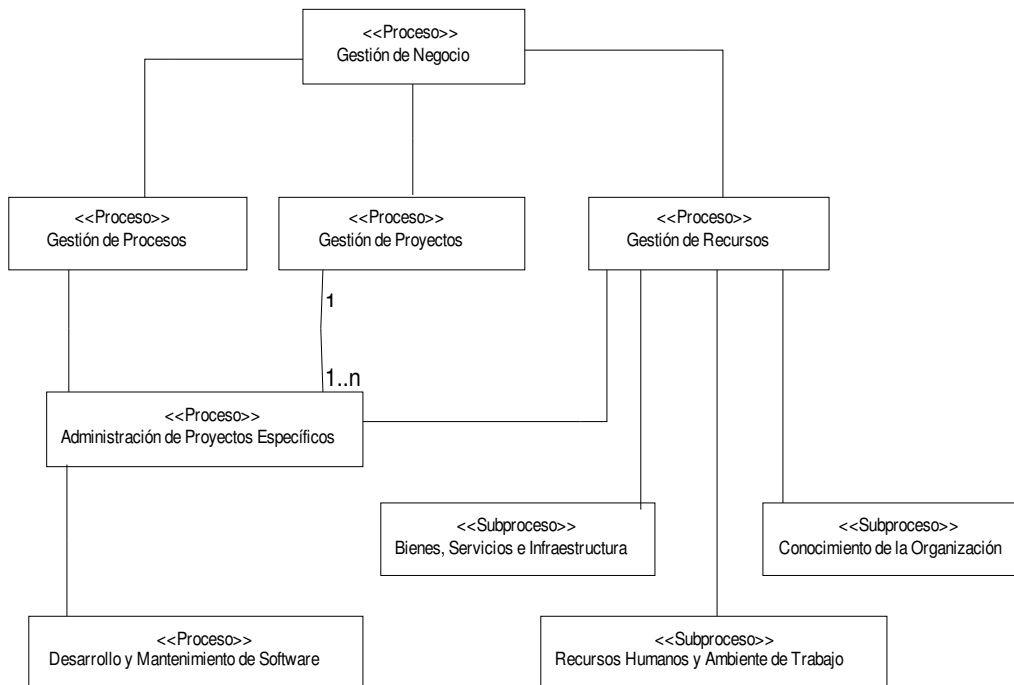 <<Proceso>>
Gestión de Negocio
<<Proceso>>
Gestión de Procesos
<<Proceso>>
Gestión de Proyectos
<<Proceso>>
Gestión de Recursos
1
1..n
<<Proceso>>
Administración de Proyectos Específicos
<<Subproceso>>
Bienes, Servicios e Infraestructura
<<Subproceso>>
Conocimiento de la Organización
<<Proceso>>
Desarrollo y Mantenimiento de Software
<<Subproceso>>
Recursos Humanos y Ambiente de Trabajo